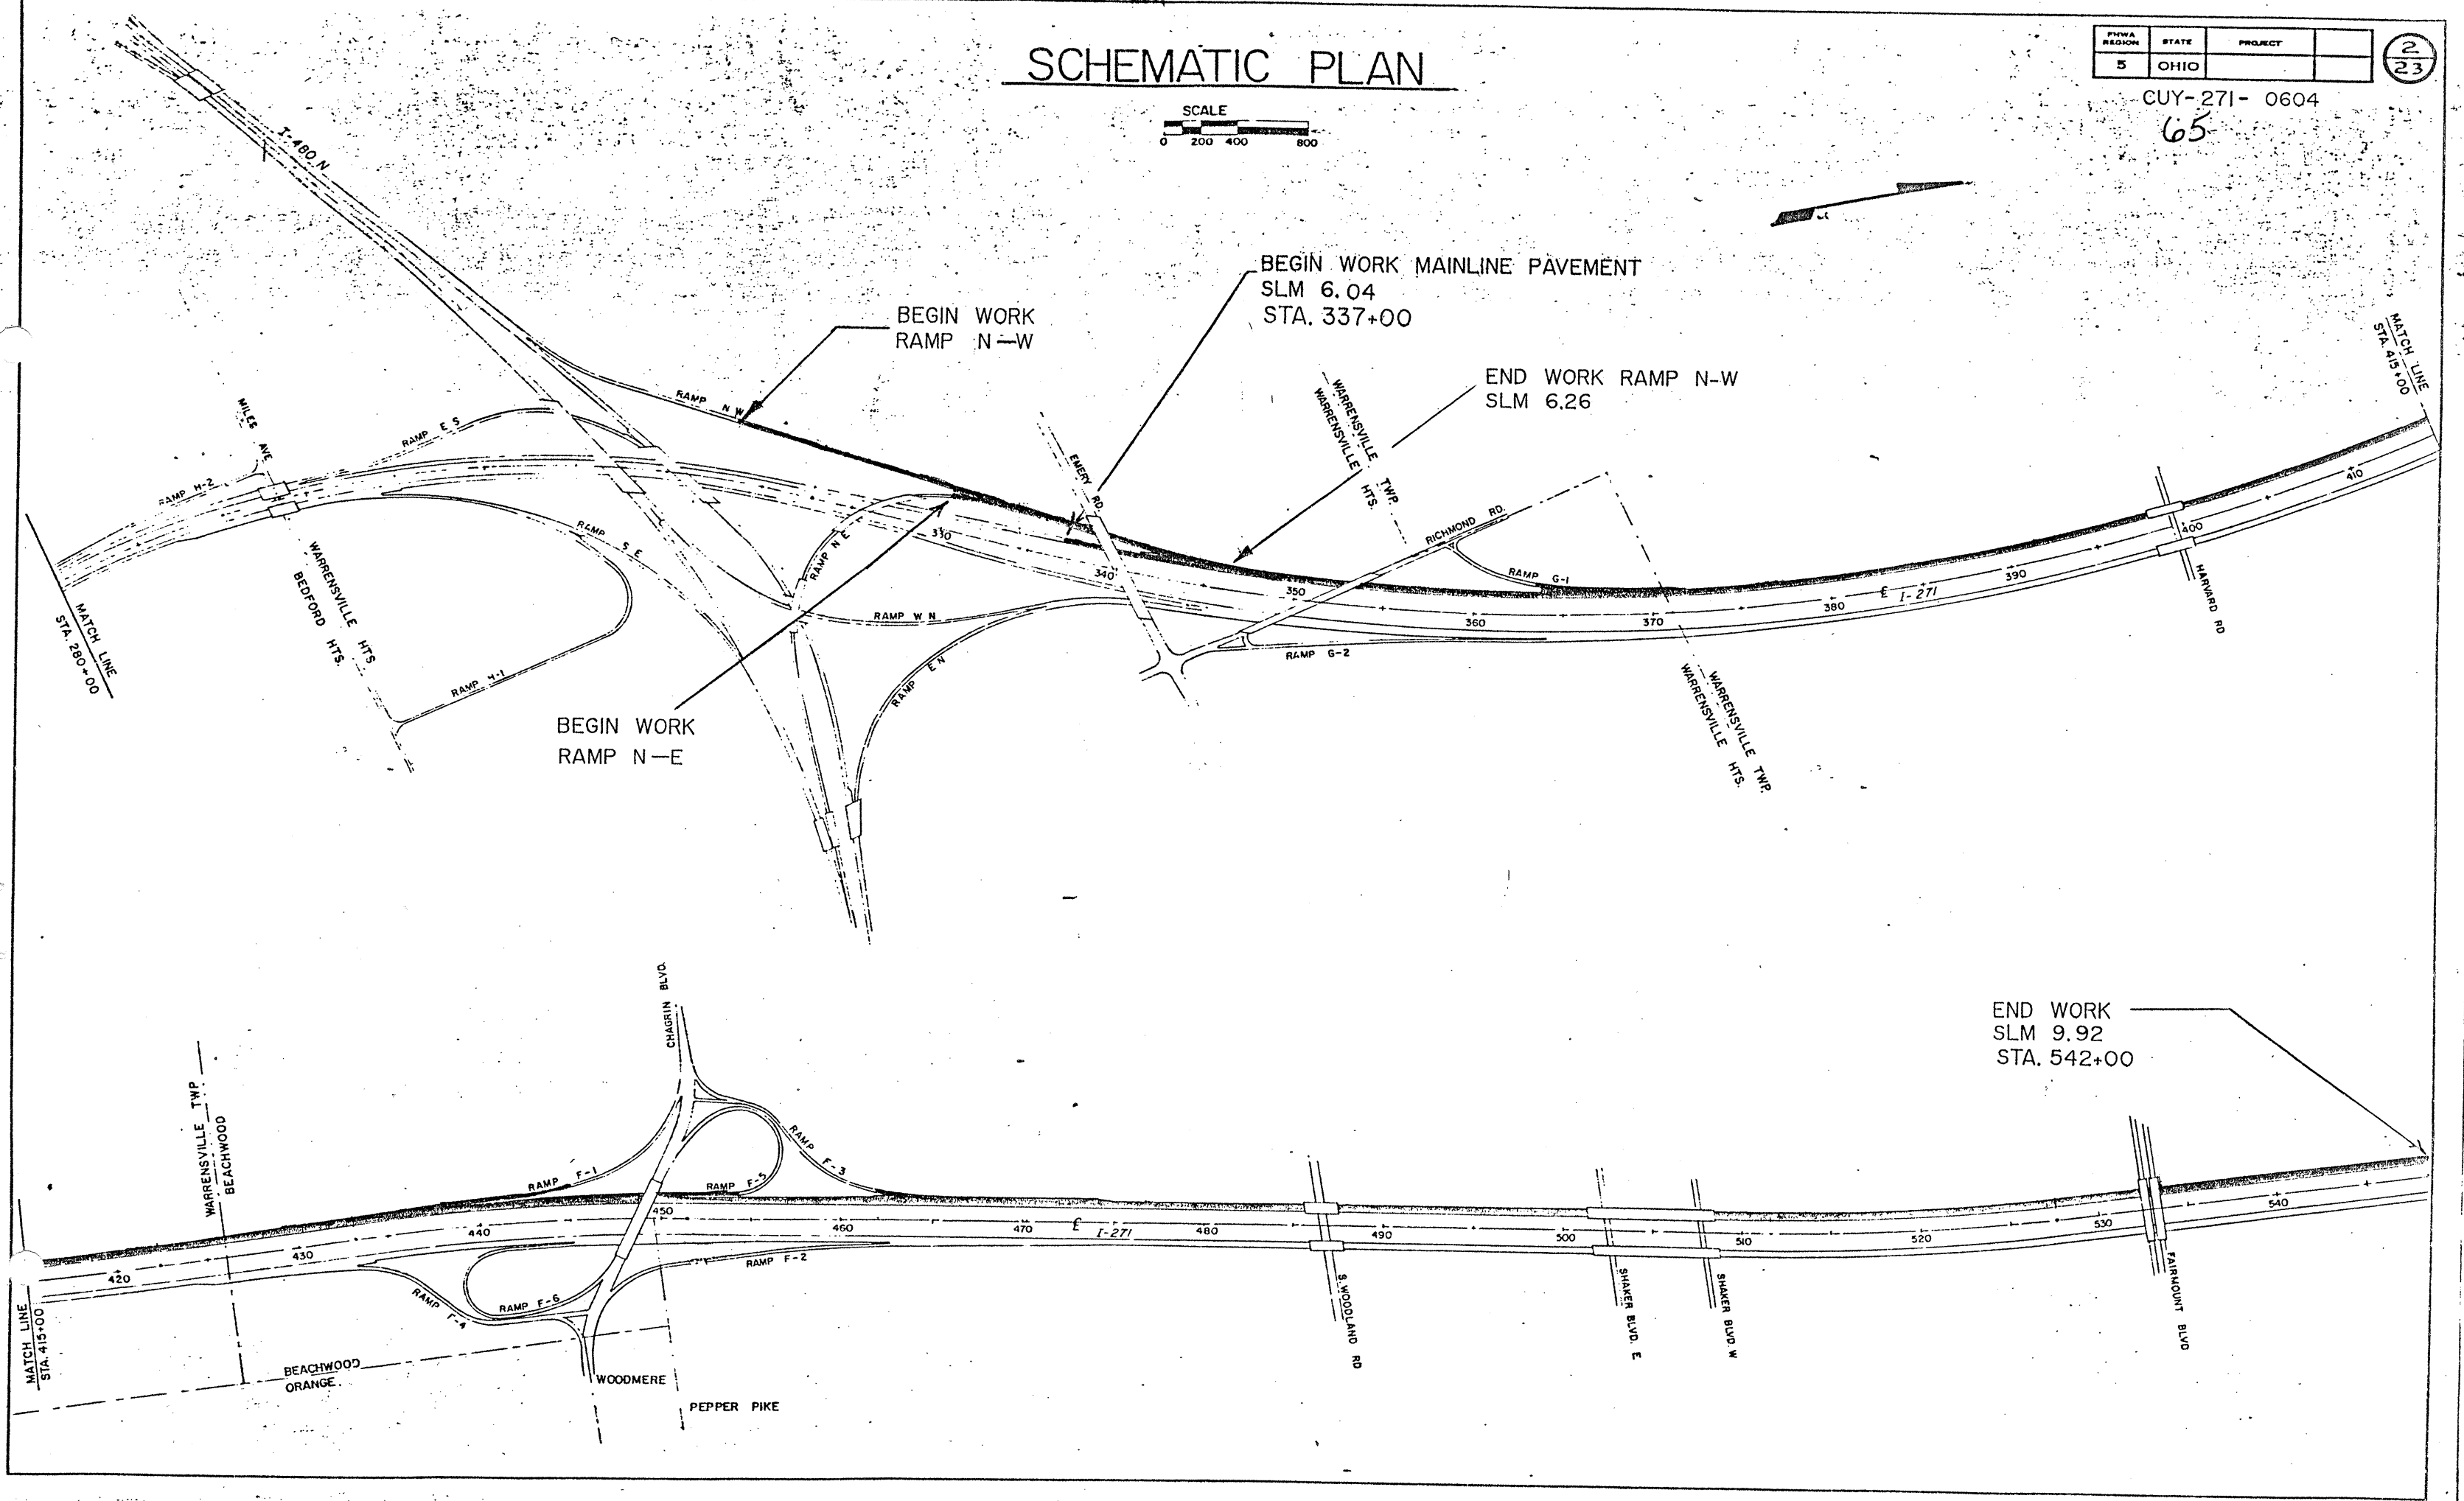 SCHEMATIC PLAN
SCALE
0 200 400 800
FHWA REGION STATE PROJECT
5 OHIO
2
23
CUY-271-0604
65
I-480 N
BEGIN WORK
RAMP N-W
BEGIN WORK MAINLINE PAVEMENT
SLM 6.04
STA. 337+00
END WORK RAMP N-W
SLM 6.26
MATCH LINE
STA. 415+00
MILES AVE
RAMP H-2
RAMP E S
RAMP N W
EMERY RD.
WARRENSVILLE TWP.
WARRENSVILLE HTS.
RICHMOND RD.
RAMP S E
RAMP N E
RAMP G-1
RAMP W N
RAMP E N
RAMP G-2
RAMP H-1
330
340
350
360
370
380
℄ I-271
390
400
410
HARVARD RD
WARRENSVILLE HTS
BEDFORD HTS.
MATCH LINE
STA. 280+00
WARRENSVILLE TWP.
WARRENSVILLE HTS.
BEGIN WORK
RAMP N-E
END WORK
SLM 9.92
STA. 542+00
CHAGRIN BLVD.
WARRENSVILLE TWP.
BEACHWOOD
RAMP F-1
RAMP F-5
RAMP F-3
420
430
440
450
460
470
℄ I-271
480
490
500
510
520
530
540
RAMP F-2
RAMP F-6
RAMP F-4
MATCH LINE
STA. 415+00
BEACHWOOD
ORANGE
WOODMERE
PEPPER PIKE
S. WOODLAND RD
SHAKER BLVD. E
SHAKER BLVD. W
FAIRMOUNT BLVD